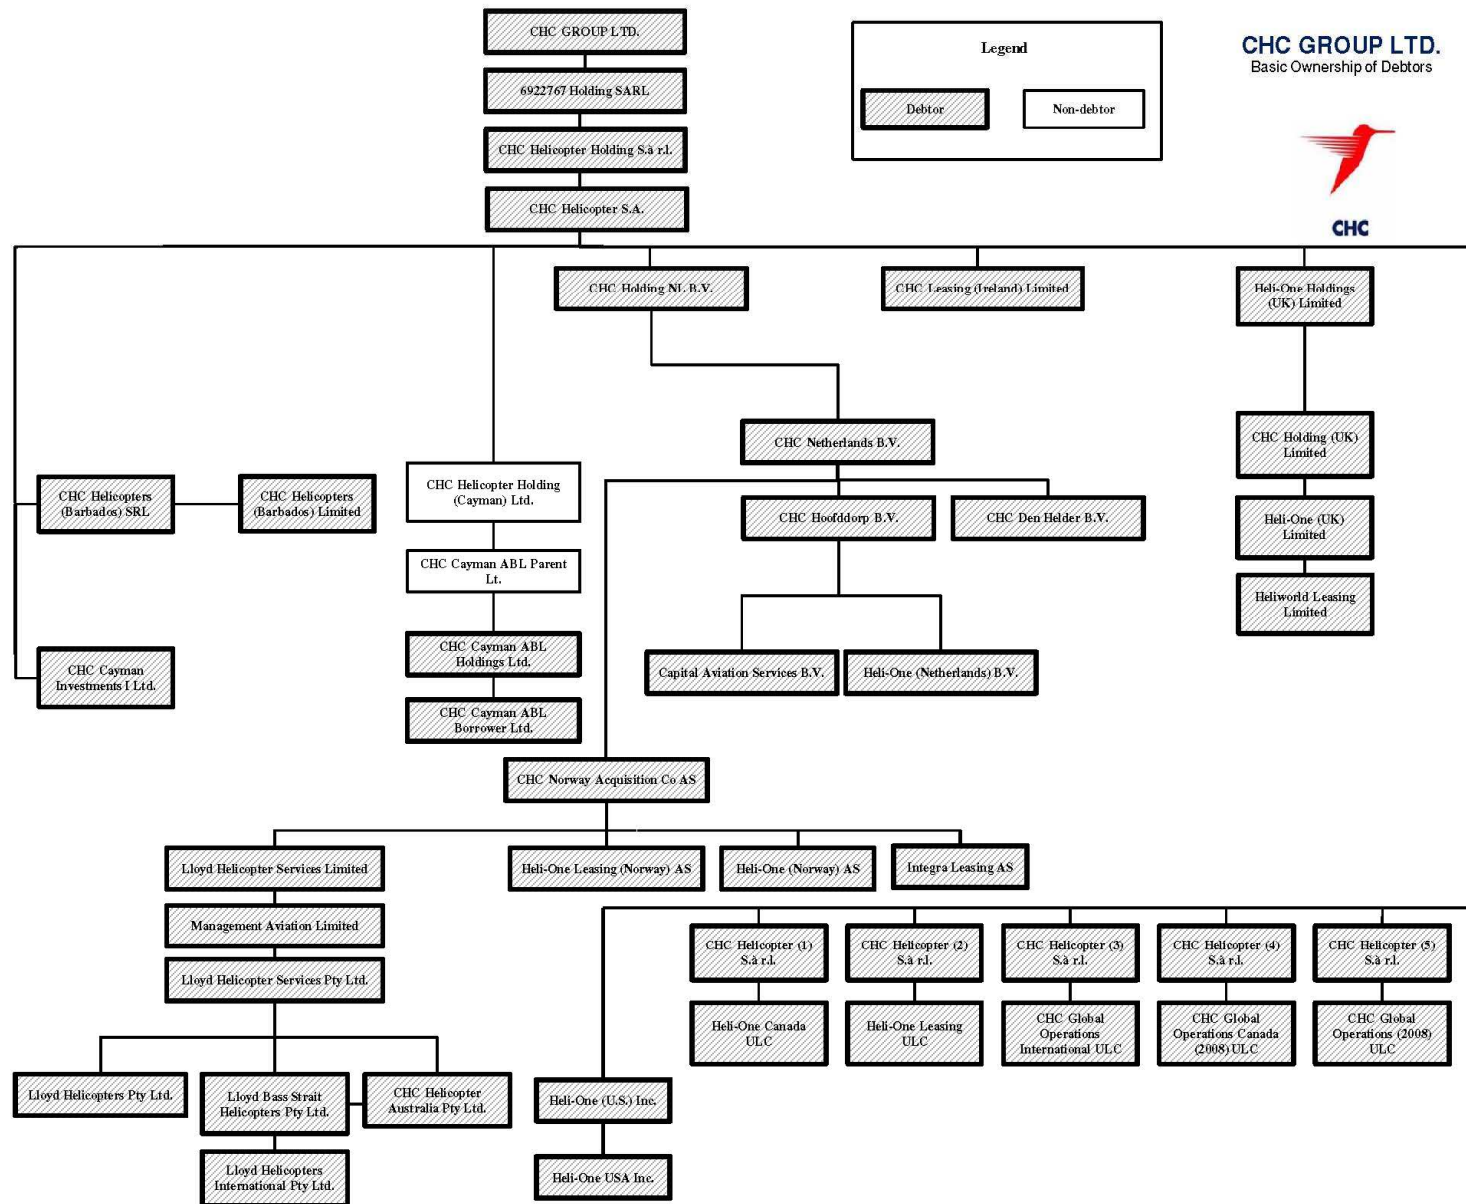 CHC GROUP LTD.
6922767 Holding SARL
CHC Helicopter Holding S.à r.l.
CHC Helicopter S.A.
Legend
Debtor
Non-debtor
CHC GROUP LTD.
Basic Ownership of Debtors
CHC
CHC Holding NL B.V.
CHC Leasing (Ireland) Limited
Heli-One Holdings
(UK) Limited
CHC Netherlands B.V.
CHC Holding (UK)
Limited
CHC Helicopters
(Barbados) SRL
CHC Helicopters
(Barbados) Limited
CHC Helicopter Holding
(Cayman) Ltd.
CHC Hoofddorp B.V.
CHC Den Helder B.V.
Heli-One (UK)
Limited
CHC Cayman ABL Parent
Lt.
Heliworld Leasing
Limited
CHC Cayman ABL
Holdings Ltd.
CHC Cayman
Investments I Ltd.
Capital Aviation Services B.V.
Heli-One (Netherlands) B.V.
CHC Cayman ABL
Borrower Ltd.
CHC Norway Acquisition Co AS
Lloyd Helicopter Services Limited
Heli-One Leasing (Norway) AS
Heli-One (Norway) AS
Integra Leasing AS
Management Aviation Limited
Lloyd Helicopter Services Pty Ltd.
CHC Helicopter (1)
S.à r.l.
CHC Helicopter (2)
S.à r.l.
CHC Helicopter (3)
S.à r.l.
CHC Helicopter (4)
S.à r.l.
CHC Helicopter (5)
S.à r.l.
Heli-One Canada
ULC
Heli-One Leasing
ULC
CHC Global
Operations
International ULC
CHC Global
Operations Canada
(2008) ULC
CHC Global
Operations (2008)
ULC
Lloyd Helicopters Pty Ltd.
Lloyd Bass Strait
Helicopters Pty Ltd.
CHC Helicopter
Australia Pty Ltd.
Heli-One (U.S.) Inc.
Lloyd Helicopters
International Pty Ltd.
Heli-One USA Inc.